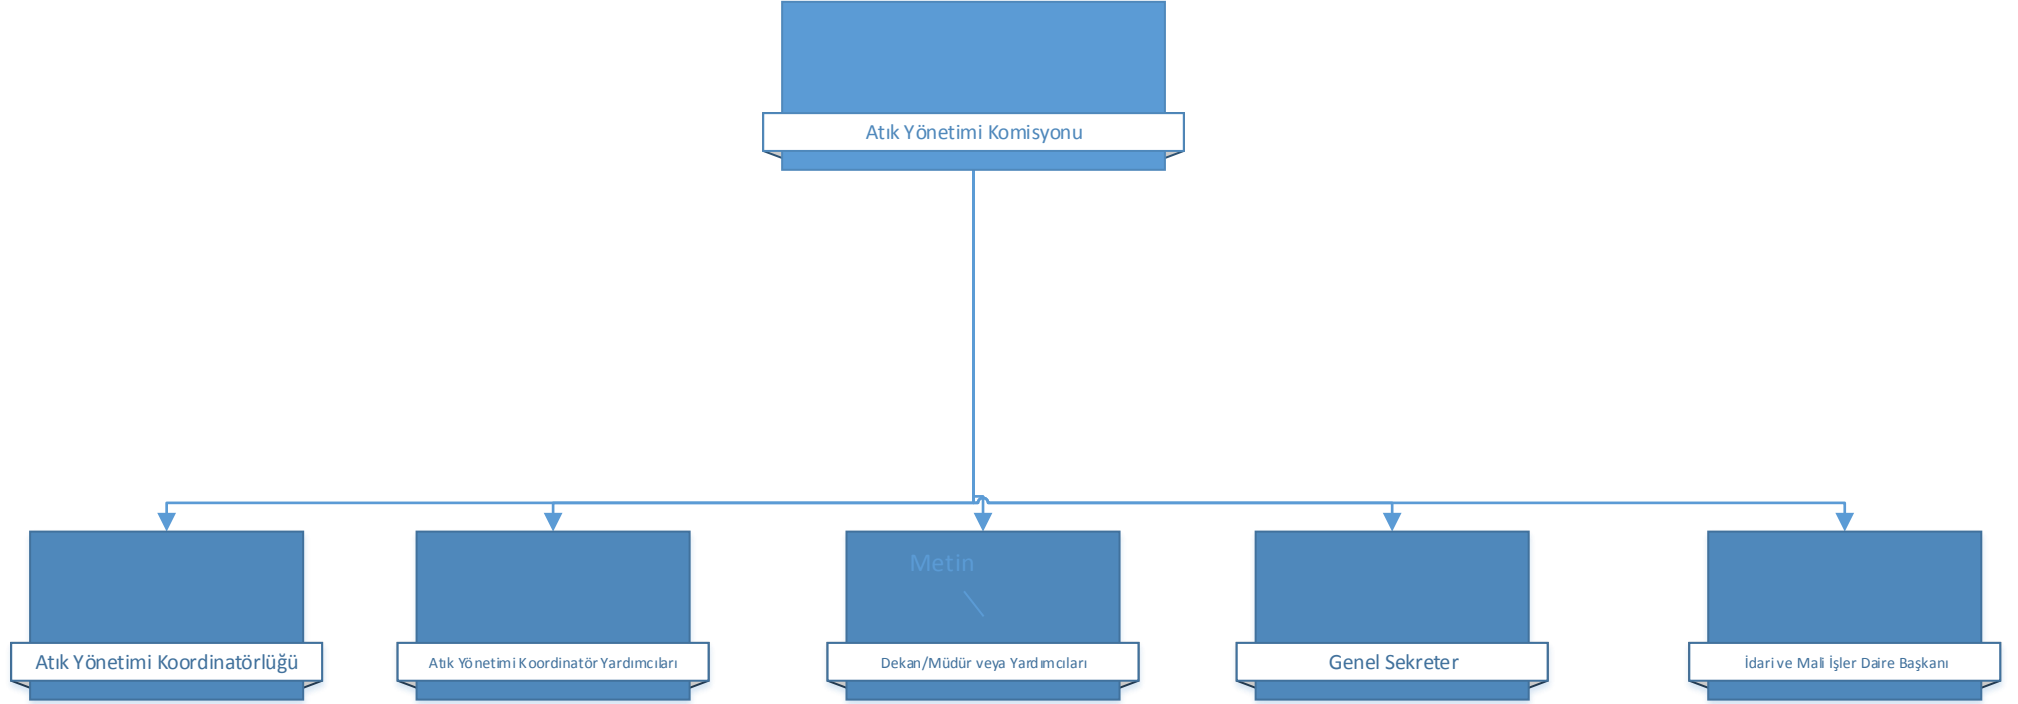 Atık Yönetimi Komisyonu
Metin
Atık Yönetimi Koordinatörlüğü
Atık Yönetimi Koordinatör Yardımcıları
Dekan/Müdür veya Yardımcıları
Genel Sekreter
İdari ve Mali İşler Daire Başkanı